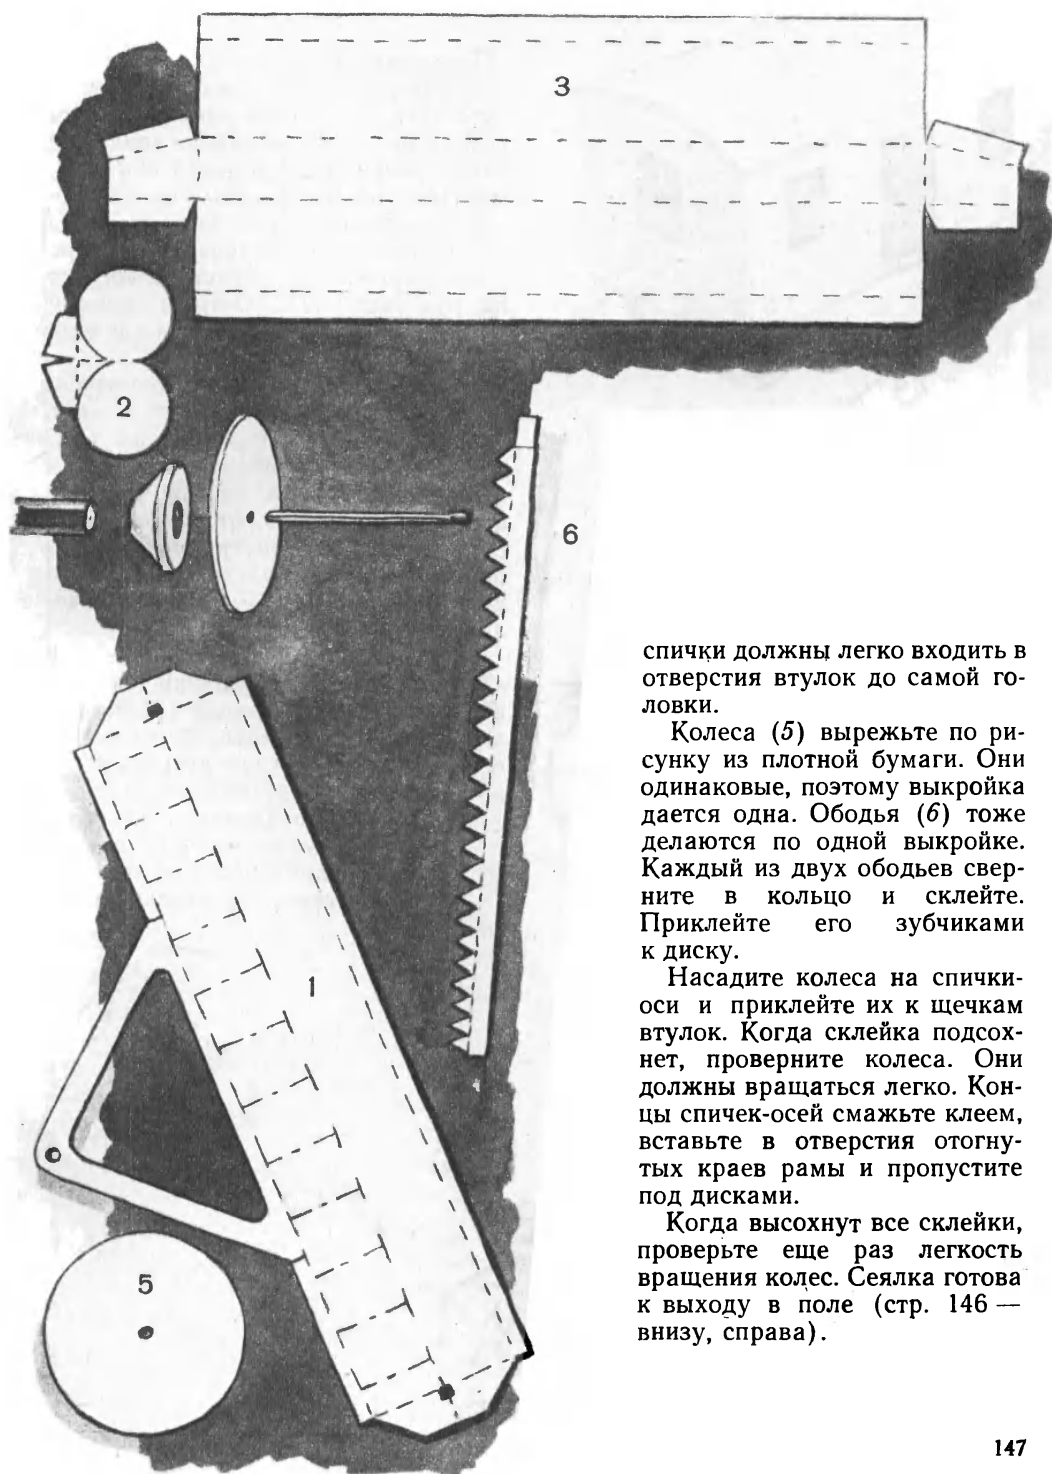 3
2
6
спички должны легко входить в
отверстия втулок до самой го-
ловки.
Колеса (5) вырежьте по ри-
сунку из плотной бумаги. Они
одинаковые, поэтому выкройка
дается одна. Ободья (6) тоже
делаются по одной выкройке.
Каждый из двух ободьев свер-
ните в кольцо и склейте.
Приклейте его зубчиками
к диску.
Насадите колеса на спички-
оси и приклейте их к щечкам
втулок. Когда склейка подсох-
нет, проверните колеса. Они
должны вращаться легко. Кон-
цы спичек-осей смажьте клеем,
вставьте в отверстия отогну-
тых краев рамы и пропустите
под дисками.
Когда высохнут все склейки,
проверьте еще раз легкость
вращения колес. Сеялка готова
к выходу в поле (стр. 146 —
внизу, справа).
1
5
147